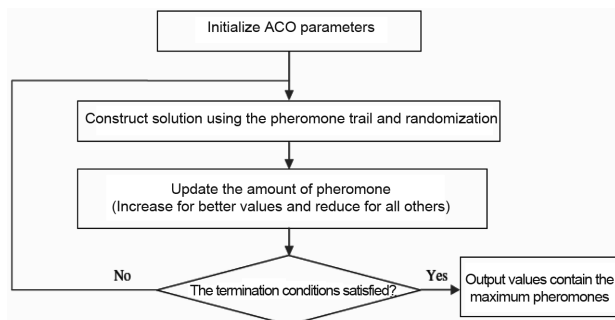 Initialize ACO parameters
Construct solution using the pheromone trail and randomization
Update the amount of pheromone
(Increase for better values and reduce for all others)
No
The termination conditions satisfied?
Yes
Output values contain the
maximum pheromones